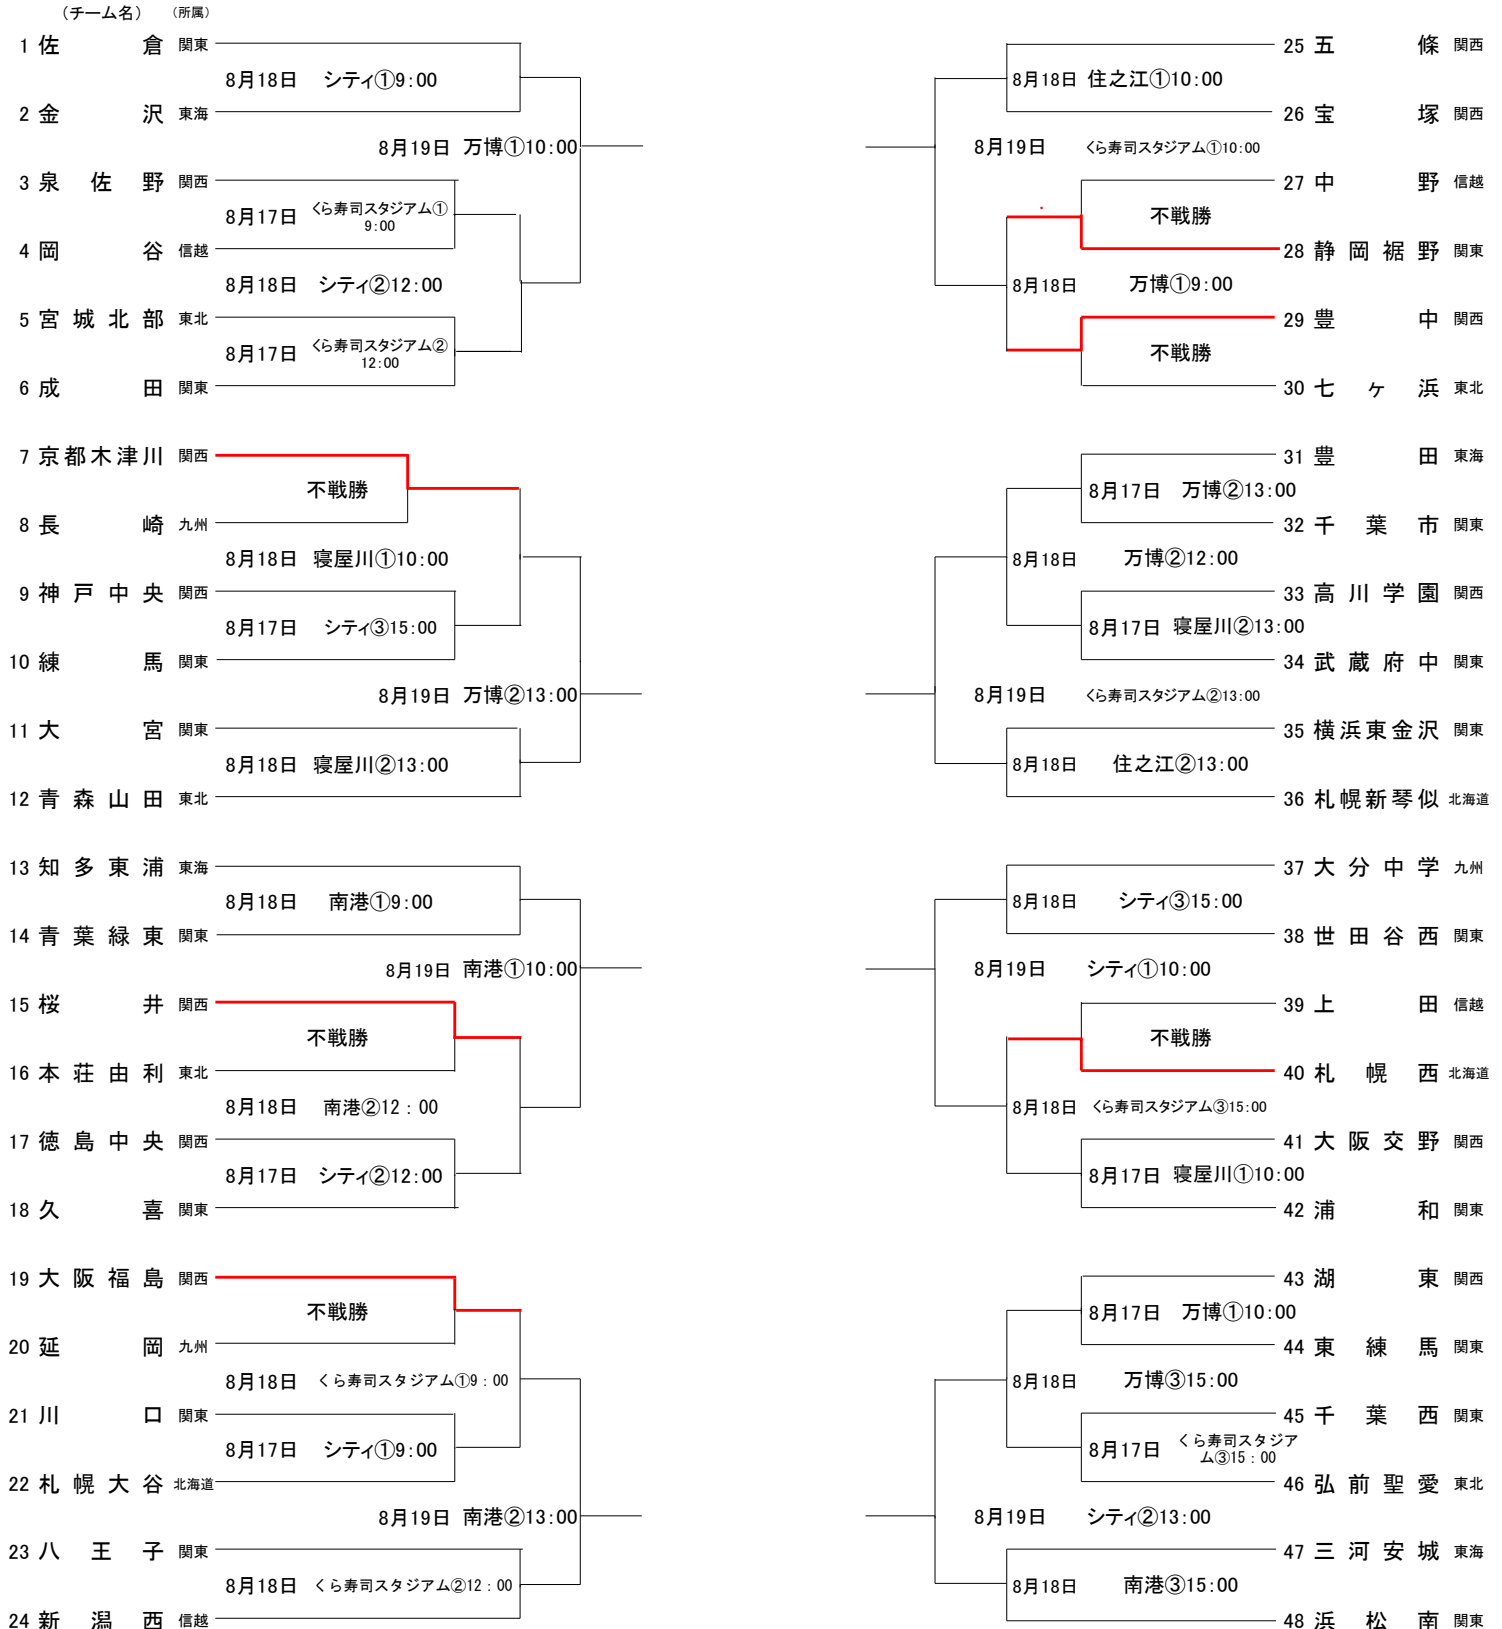 (チーム名) (所属)
1 佐倉 関東
8月18日 シティ①9:00
2 金沢 東海
8月19日 万博①10:00
3 泉佐野 関西
8月17日 くら寿司スタジアム①
9:00
4 岡谷 信越
8月18日 シティ②12:00
5 宮城北部 東北
8月17日 くら寿司スタジアム②
12:00
6 成田 関東
7 京都木津川 関西
不戦勝
8 長崎 九州
8月18日 寝屋川①10:00
9 神戸中央 関西
8月17日 シティ③15:00
10 練馬 関東
8月19日 万博②13:00
11 大宮 関東
8月18日 寝屋川②13:00
12 青森山田 東北
13 知多東浦 東海
8月18日 南港①9:00
14 青葉緑東 関東
8月19日 南港①10:00
15 桜井 関西
不戦勝
16 本荘由利 東北
8月18日 南港②12:00
17 徳島中央 関西
8月17日 シティ②12:00
18 久喜 関東
19 大阪福島 関西
不戦勝
20 延岡 九州
8月18日 くら寿司スタジアム①9:00
21 川口 関東
8月17日 シティ①9:00
22 札幌大谷 北海道
8月19日 南港②13:00
23 八王子 関東
8月18日 くら寿司スタジアム②12:00
24 新潟西 信越
25 五條 関西
8月18日 住之江①10:00
26 宝塚 関西
8月19日 くら寿司スタジアム①10:00
27 中野 信越
不戦勝
28 静岡裾野 関東
8月18日 万博①9:00
29 豊中 関西
不戦勝
30 七ヶ浜 東北
31 豊田 東海
8月17日 万博②13:00
32 千葉市 関東
8月18日 万博②12:00
33 高川学園 関西
8月17日 寝屋川②13:00
34 武蔵府中 関東
8月19日 くら寿司スタジアム②13:00
35 横浜東金沢 関東
8月18日 住之江②13:00
36 札幌新琴似 北海道
37 大分中学 九州
8月18日 シティ③15:00
38 世田谷西 関東
8月19日 シティ①10:00
39 上田 信越
不戦勝
40 札幌西 北海道
8月18日 くら寿司スタジアム③15:00
41 大阪交野 関西
8月17日 寝屋川①10:00
42 浦和 関東
43 湖東 関西
8月17日 万博①10:00
44 東練馬 関東
8月18日 万博③15:00
45 千葉西 関東
8月17日 くら寿司スタジア
ム③15:00
46 弘前聖愛 東北
8月19日 シティ②13:00
47 三河安城 東海
8月18日 南港③15:00
48 浜松南 関東